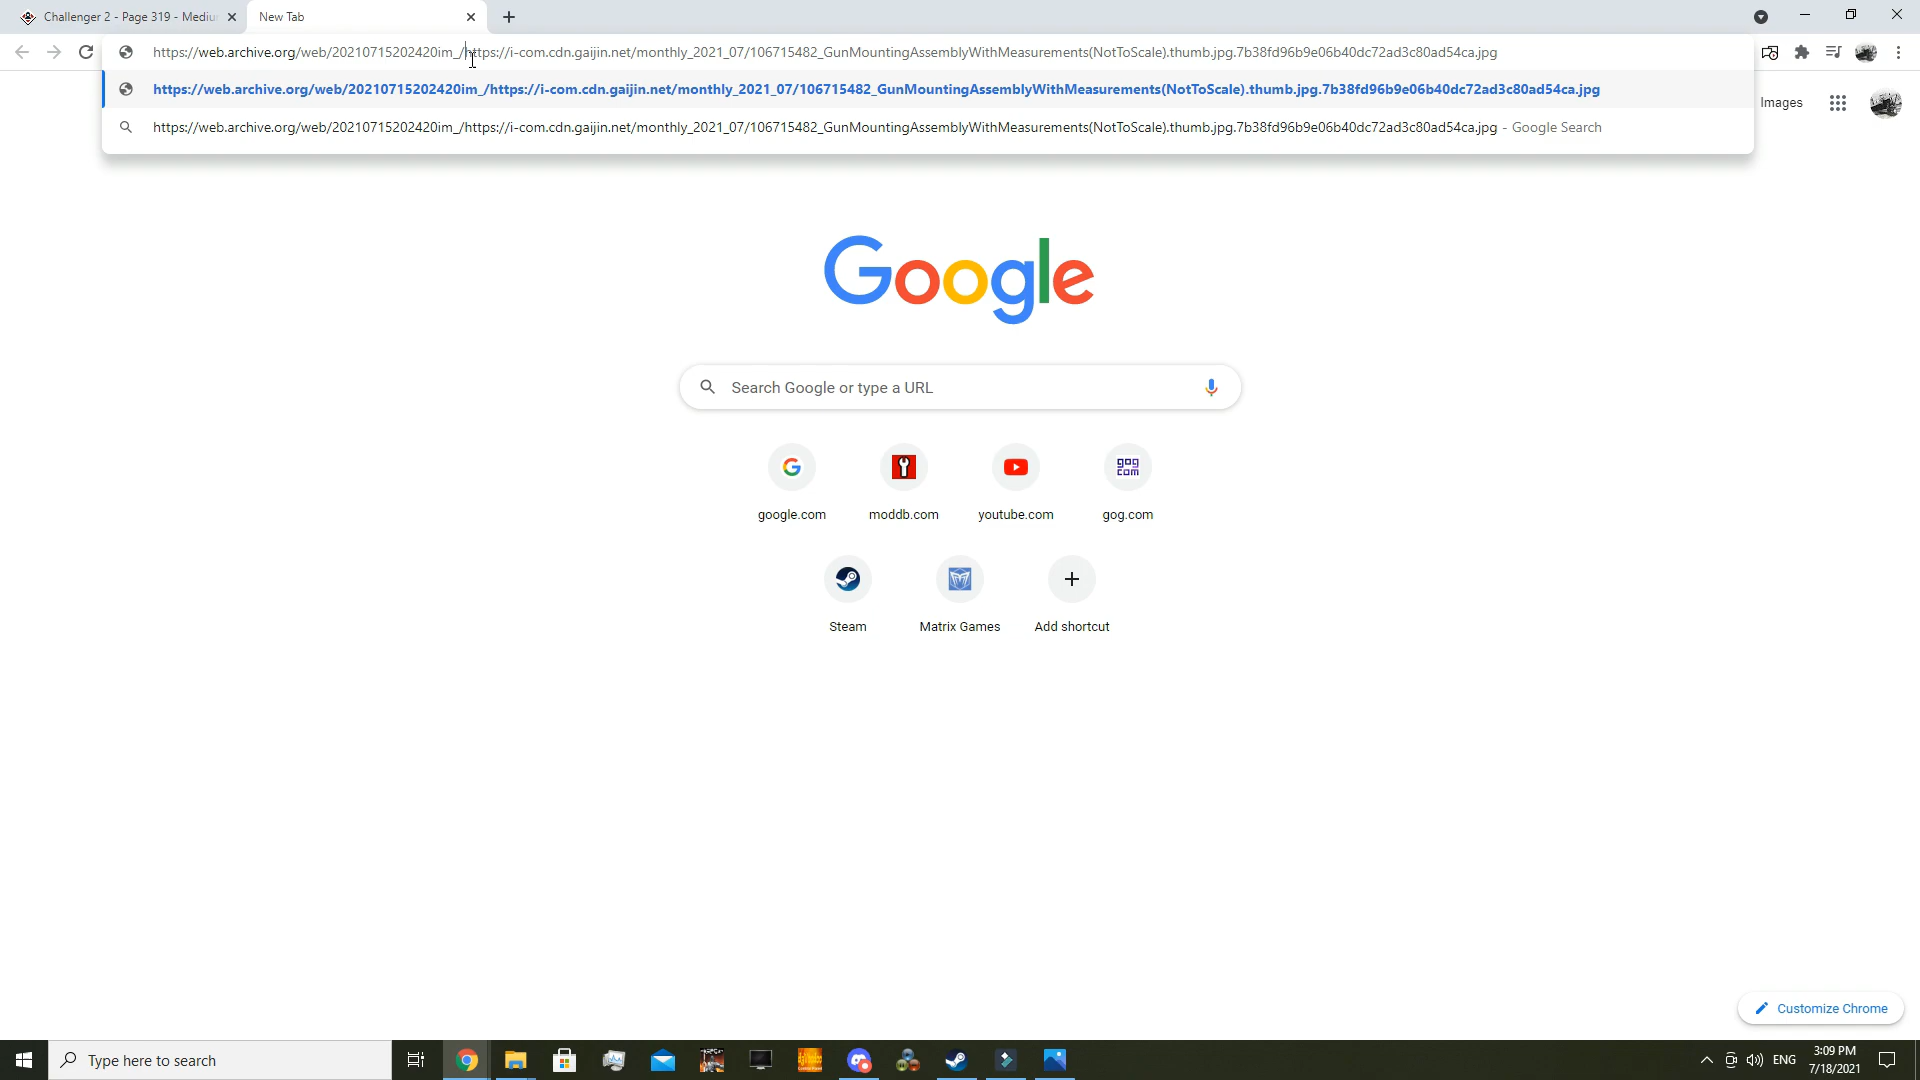 Challenger 2 - Page 319 - Mediu
New Tab
https://web.archive.org/web/20210715202420im_/https://i-com.cdn.gaijin.net/monthly_2021_07/106715482_GunMountingAssemblyWithMeasurements(NotToScale).thumb.jpg.7b38fd96b9e06b40dc72ad3c80ad54ca.jpg
https://web.archive.org/web/20210715202420im_/https://i-com.cdn.gaijin.net/monthly_2021_07/106715482_GunMountingAssemblyWithMeasurements(NotToScale).thumb.jpg.7b38fd96b9e06b40dc72ad3c80ad54ca.jpg
https://web.archive.org/web/20210715202420im_/https://i-com.cdn.gaijin.net/monthly_2021_07/106715482_GunMountingAssemblyWithMeasurements(NotToScale).thumb.jpg.7b38fd96b9e06b40dc72ad3c80ad54ca.jpg - Google Search
Images
Google
Search Google or type a URL
google.com
moddb.com
gog com
youtube.com
gog.com
Steam
Matrix Games
Add shortcut
Customize Chrome
Type here to search
ENG
3:09 PM
7/18/2021